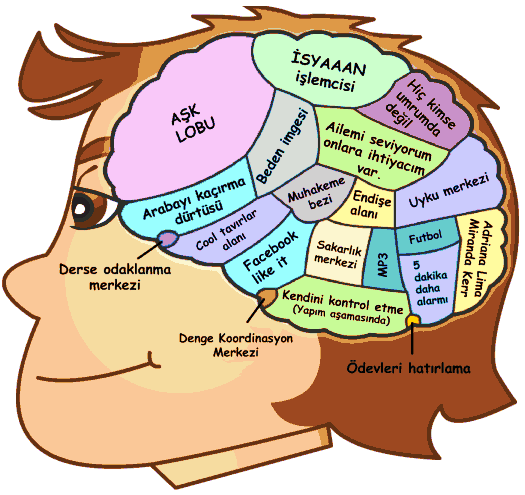 İSYAAAN
işlemcisi
AŞK
LOBU
Hiç kimse
umrumda
değil
Beden imgesi
Ailemi seviyorum
onlara ihtiyacım
var.
Arabayı kaçırma
dürtüsü
Muhakeme
bezi
Endişe
alanı
Uyku merkezi
Cool tavırlar
alanı
Facebook
like it
Sakarlık
merkezi
MP3
Futbol
5
dakika
daha
alarmı
Adriana Lima
Miranda Kerr
Derse odaklanma
merkezi
Kendini kontrol etme
(Yapım aşamasında)
Denge Koordinasyon
Merkezi
Ödevleri hatırlama